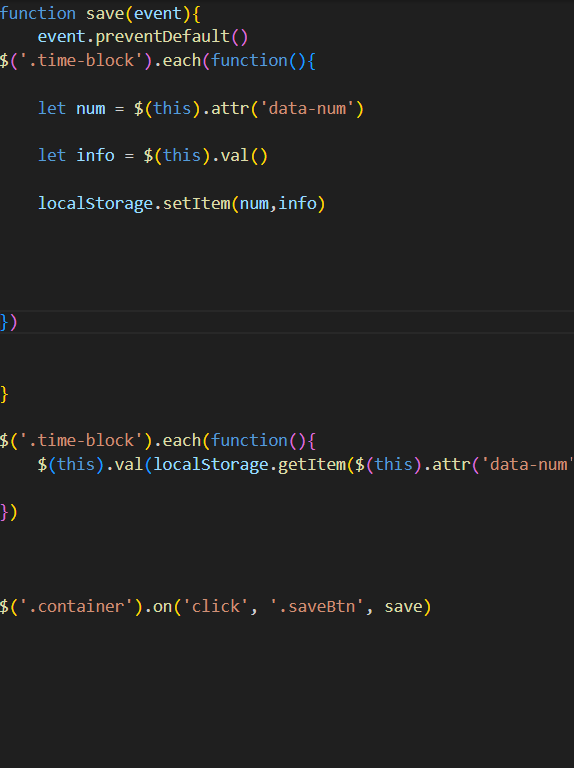 function save(event){
event.preventDefault()
$('.time-block').each(function(){
let num = $(this).attr('data-num')
let info = $(this).val()
localStorage.setItem(num,info)
})
}
$('.time-block').each(function(){
$(this).val(localStorage.getItem($(this).attr('data-num'
})
$('.container').on('click', '.saveBtn', save)